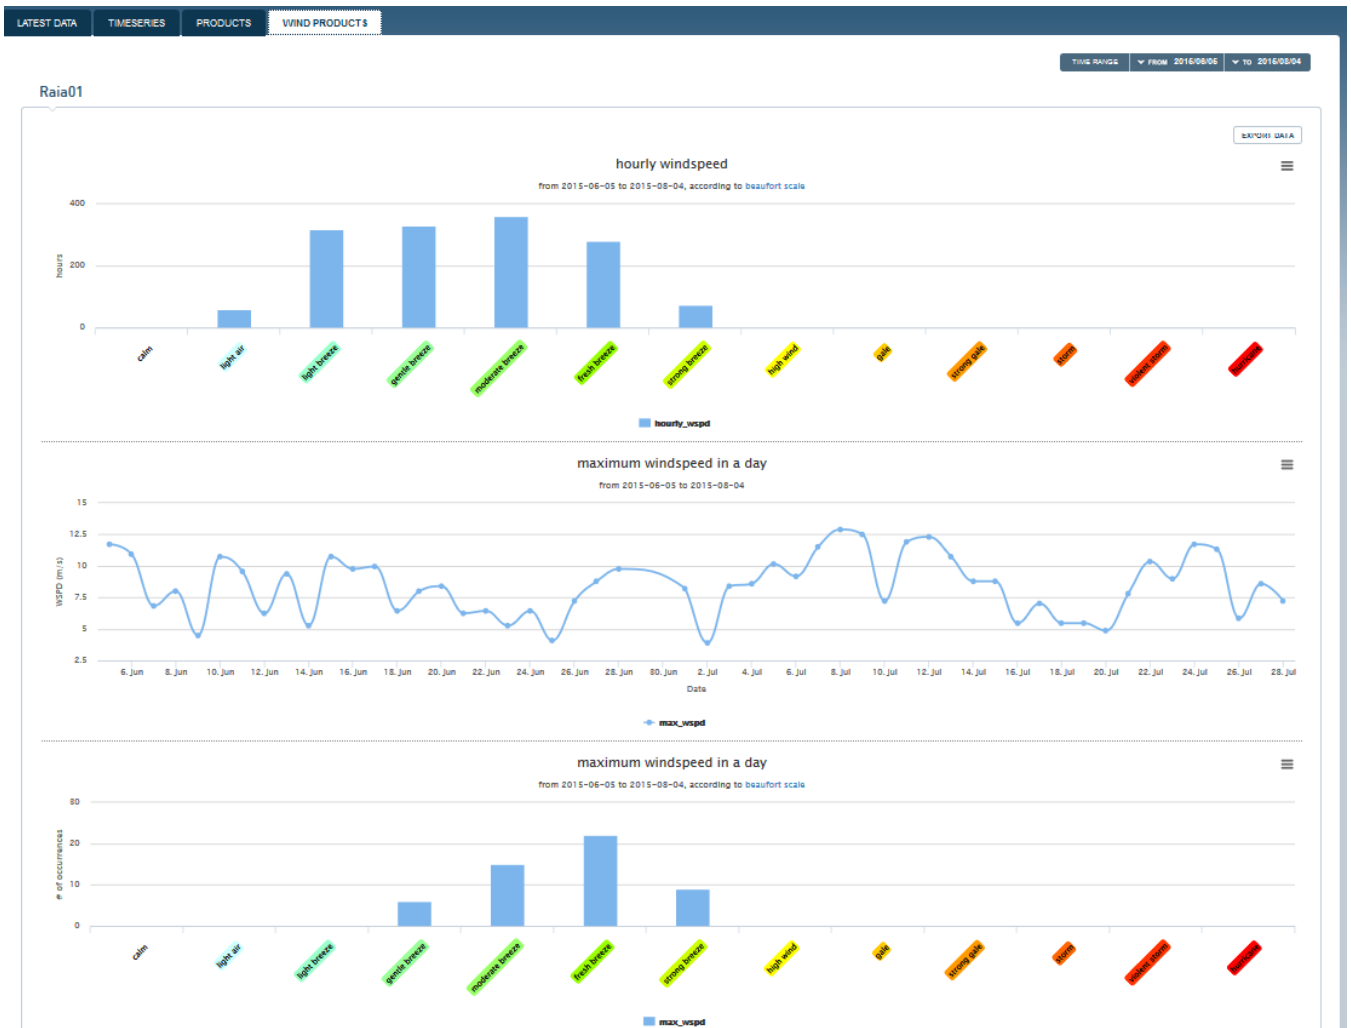 LATEST DATA TIMESERIES PRODUCTS WIND PRODUCTS
TIME RANGE FROM 2015/06/05 TO 2015/08/04
Raia01
EXPORT DATA
hourly windspeed
from 2015-06-05 to 2015-08-04, according to beaufort scale
400
200
0
hours
calm light air light breeze gentle breeze moderate breeze fresh breeze strong breeze high wind gale strong gale storm violent storm hurricane
hourly_wspd
maximum windspeed in a day
from 2015-06-05 to 2015-08-04
15
12.5
10
7.5
5
2.5
WSPD (m/s)
6. Jun 8. Jun 10. Jun 12. Jun 14. Jun 16. Jun 18. Jun 20. Jun 22. Jun 24. Jun 26. Jun 28. Jun 30. Jun 2. Jul 4. Jul 6. Jul 8. Jul 10. Jul 12. Jul 14. Jul 16. Jul 18. Jul 20. Jul 22. Jul 24. Jul 26. Jul 28. Jul
Date
max_wspd
maximum windspeed in a day
from 2015-06-05 to 2015-08-04, according to beaufort scale
30
20
10
0
# of occurrences
calm light air light breeze gentle breeze moderate breeze fresh breeze strong breeze high wind gale strong gale storm violent storm hurricane
max_wspd